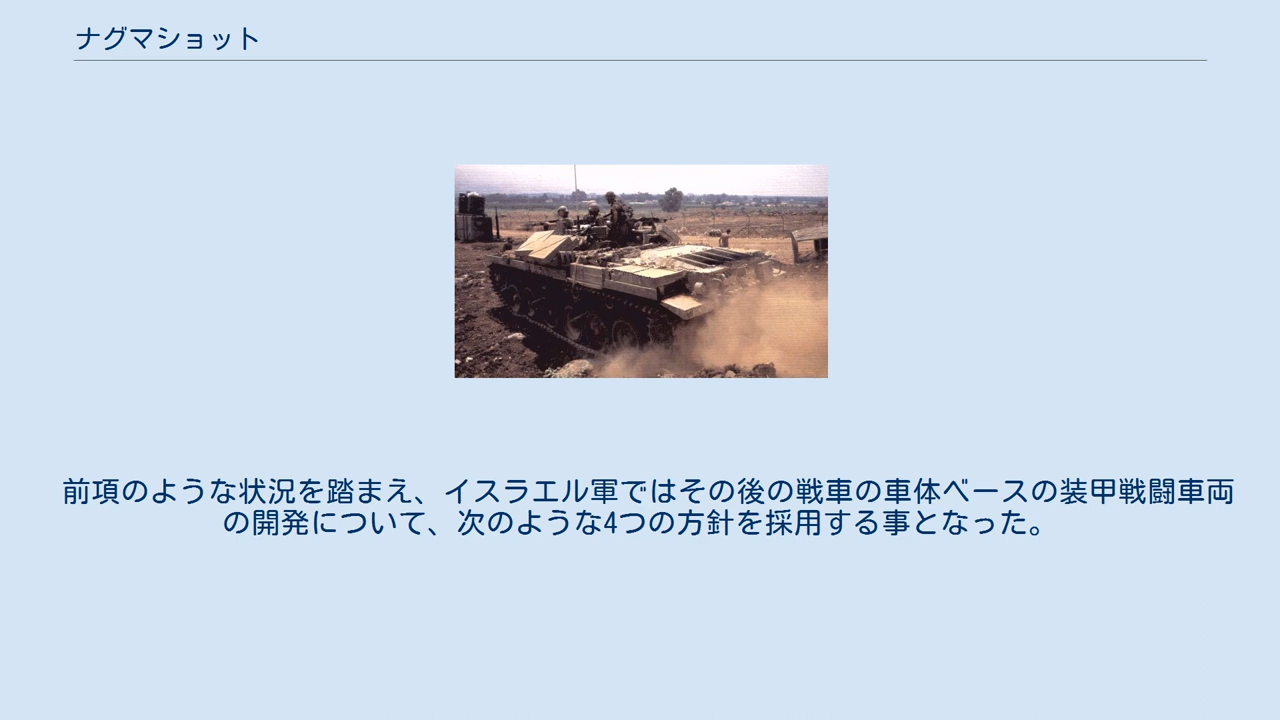 ナグマショット
前項のような状況を踏まえ、イスラエル軍ではその後の戦車の車体ベースの装甲戦闘車両
の開発について、次のような4つの方針を採用する事となった。